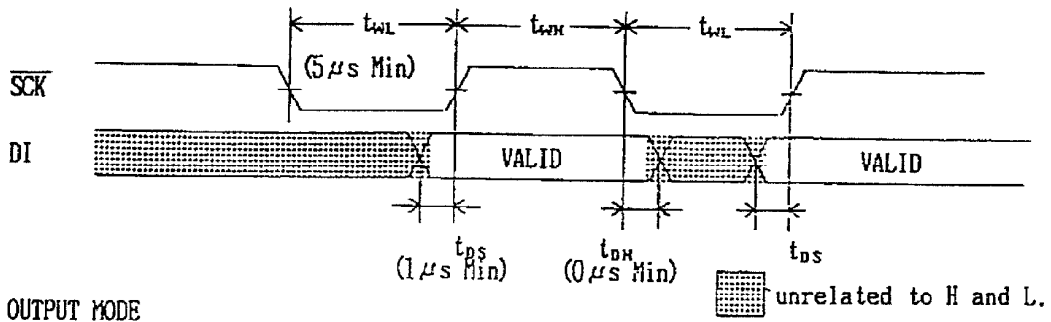 tWL tWH tWL
(5μs Min)
SCK
DI VALID VALID
tDS tDH tDS
(1μs Min) (0μs Min)
unrelated to H and L.
OUTPUT MODE